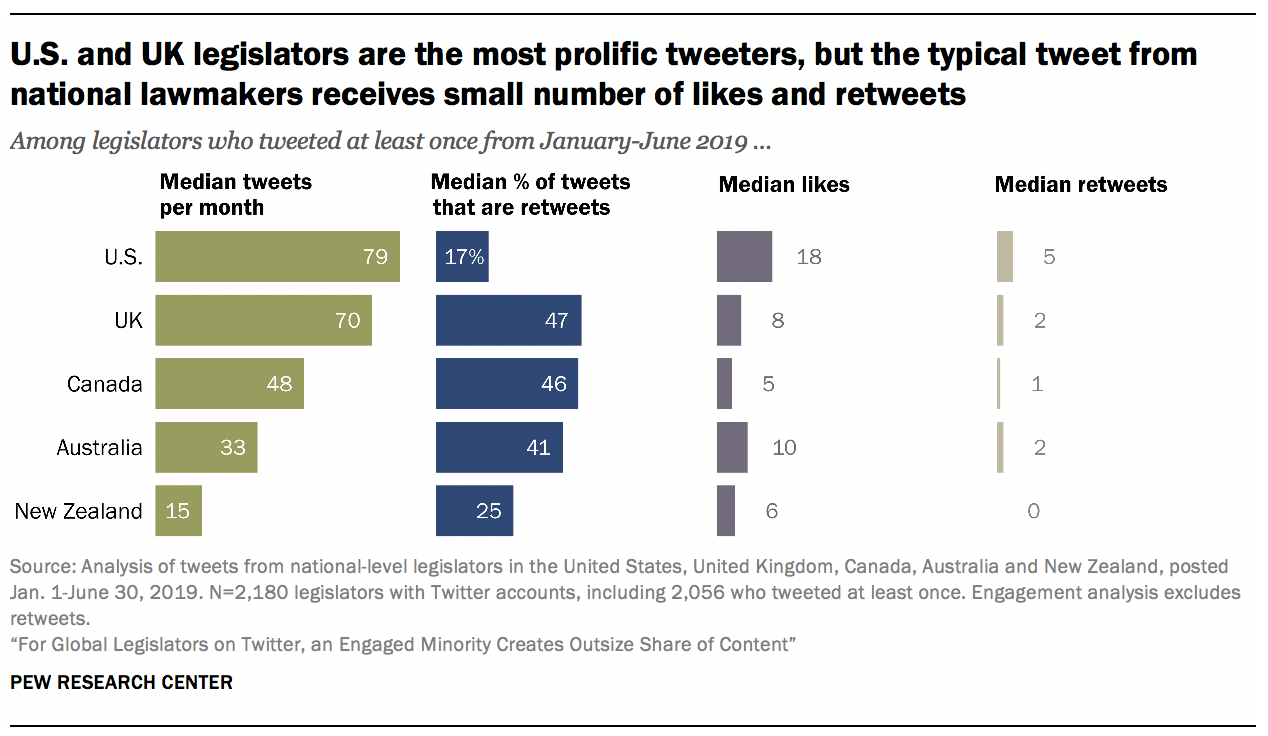 U.S. and UK legislators are the most prolific tweeters, but the typical tweet from
national lawmakers receives small number of likes and retweets
Among legislators who tweeted at least once from January-June 2019 ...
Median tweets
per month
Median % of tweets
that are retweets
Median likes
Median retweets
U.S. 79 17% 18 5
UK 70 47 8 2
Canada 48 46 5 1
Australia 33 41 10 2
New Zealand 15 25 6 0
Source: Analysis of tweets from national-level legislators in the United States, United Kingdom, Canada, Australia and New Zealand, posted
Jan. 1-June 30, 2019. N=2,180 legislators with Twitter accounts, including 2,056 who tweeted at least once. Engagement analysis excludes
retweets.
“For Global Legislators on Twitter, an Engaged Minority Creates Outsize Share of Content”
PEW RESEARCH CENTER